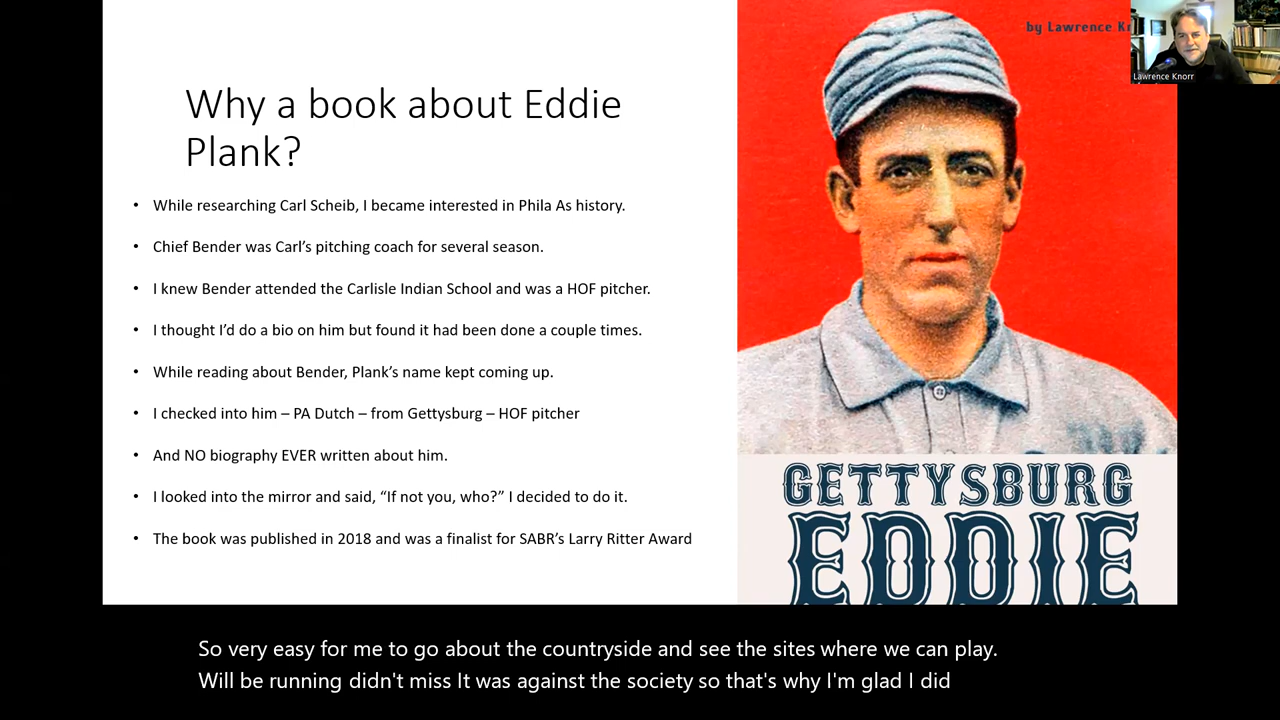 by Lawrence
Lawrence Knorr
Why a book about Eddie
Plank?
• While researching Carl Scheib, I became interested in Phila As history.
• Chief Bender was Carl's pitching coach for several season.
• I knew Bender attended the Carlisle Indian School and was a HOF pitcher.
• I thought I'd do a bio on him but found it had been done a couple times.
• While reading about Bender, Plank's name kept coming up.
• I checked into him – PA Dutch – from Gettysburg – HOF pitcher
• And NO biography EVER written about him.
• I looked into the mirror and said, “If not you, who?” I decided to do it.
• The book was published in 2018 and was a finalist for SABR's Larry Ritter Award
GETTYSBURG
EDDIE
So very easy for me to go about the countryside and see the sites where we can play.
Will be running didn't miss It was against the society so that's why I'm glad I did